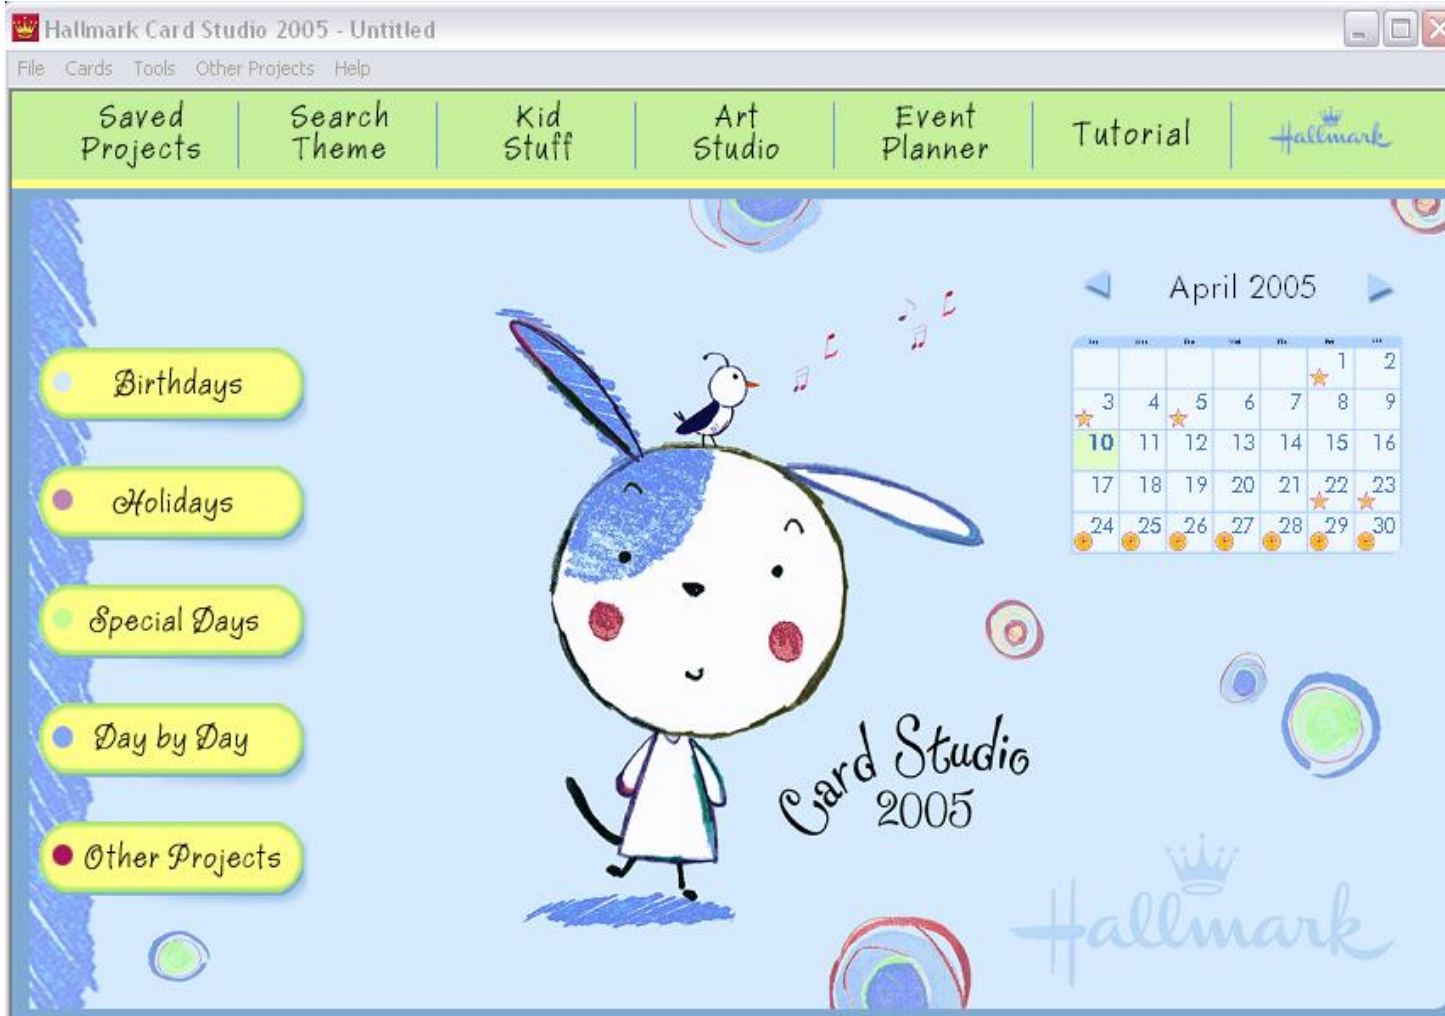 Hallmark Card Studio 2005 - Untitled
File Cards Tools Other Projects Help
Saved Projects
Search Theme
Kid Stuff
Art Studio
Event Planner
Tutorial
Hallmark
April 2005
1 2
3 4 5 6 7 8 9
10 11 12 13 14 15 16
17 18 19 20 21 22 23
24 25 26 27 28 29 30
Birthdays
Holidays
Special Days
Day by Day
Other Projects
Card Studio
2005
Hallmark